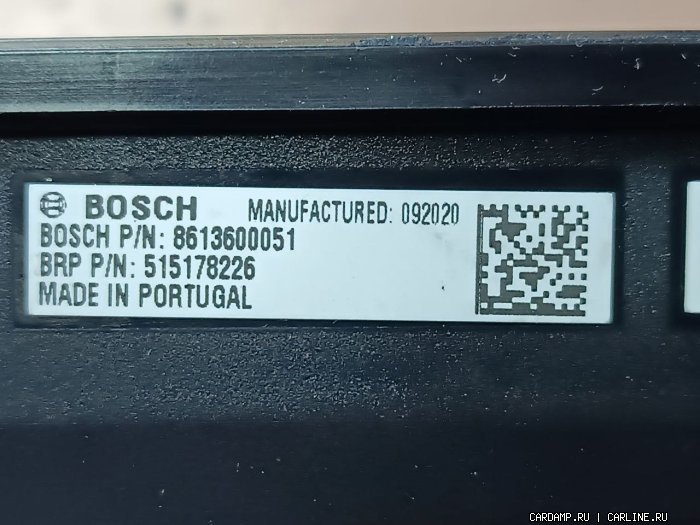 BOSCH MANUFACTURED: 092020
BOSCH P/N: 8613600051
BRP P/N: 515178226
MADE IN PORTUGAL
CARDAMP.RU | CARLINE.RU